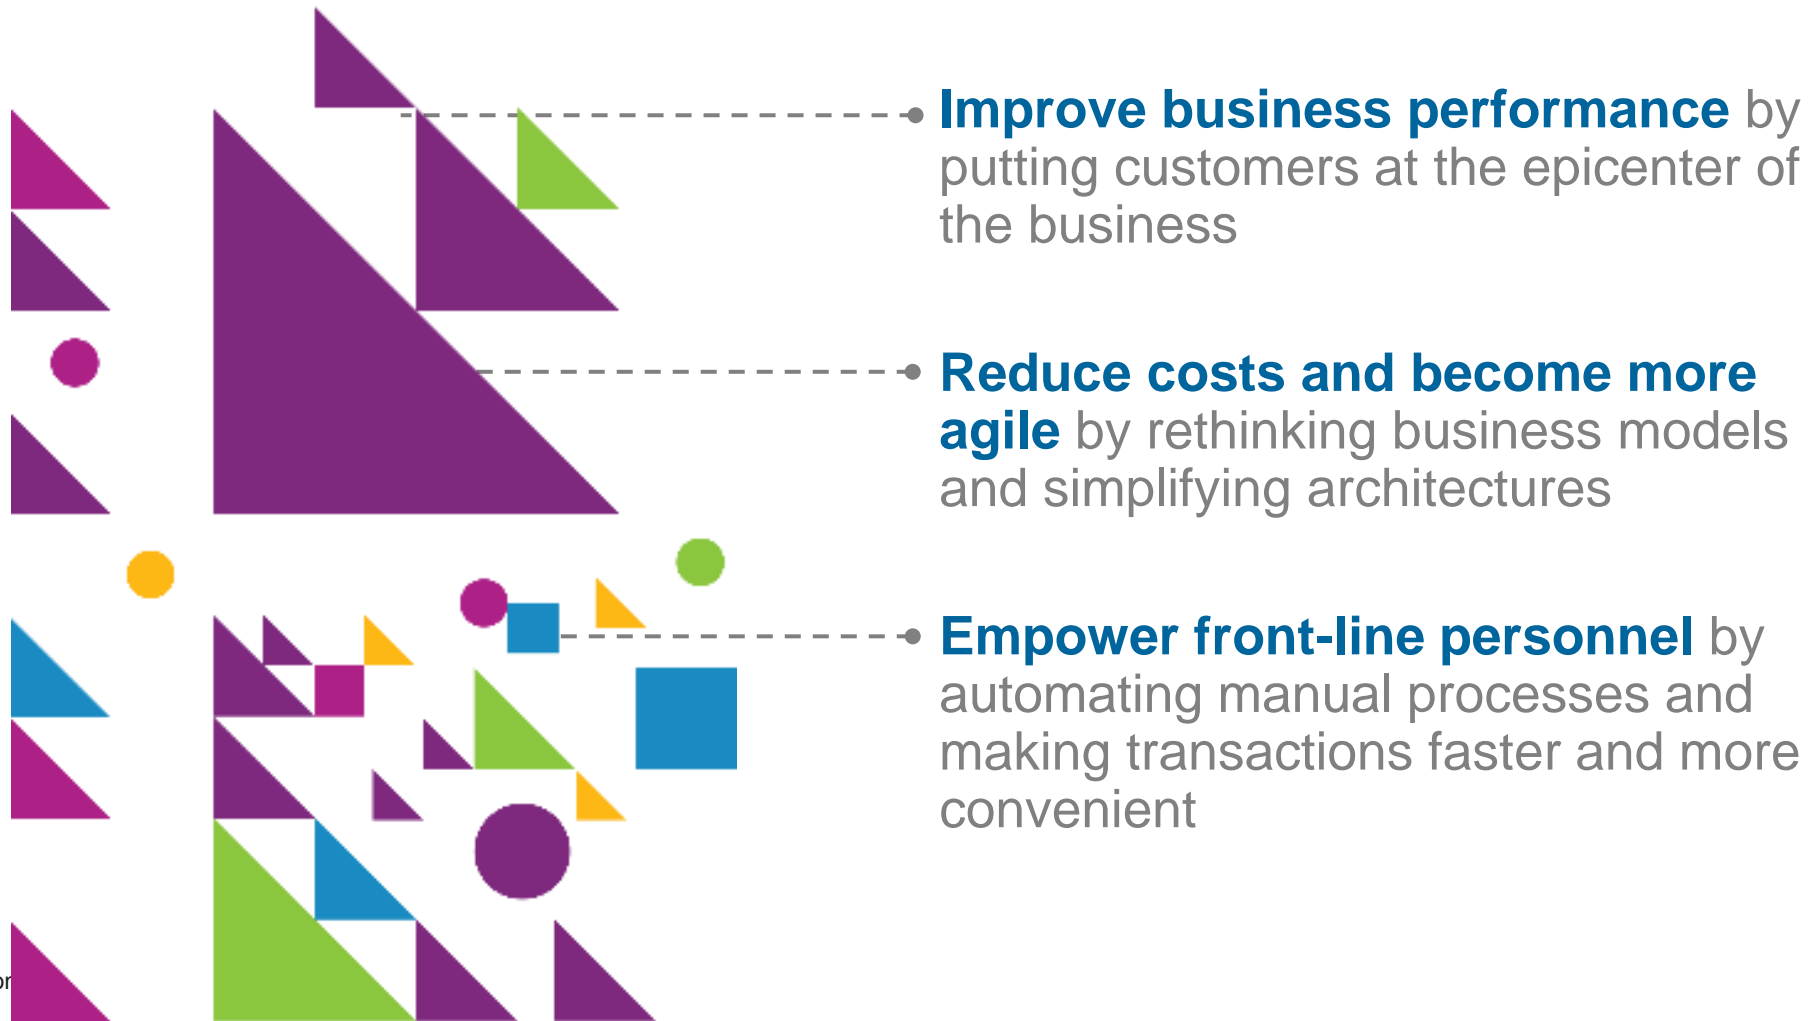 Improve business performance by
putting customers at the epicenter of
the business
Reduce costs and become more
agile by rethinking business models
and simplifying architectures
Empower front-line personnel by
automating manual processes and
making transactions faster and more
convenient